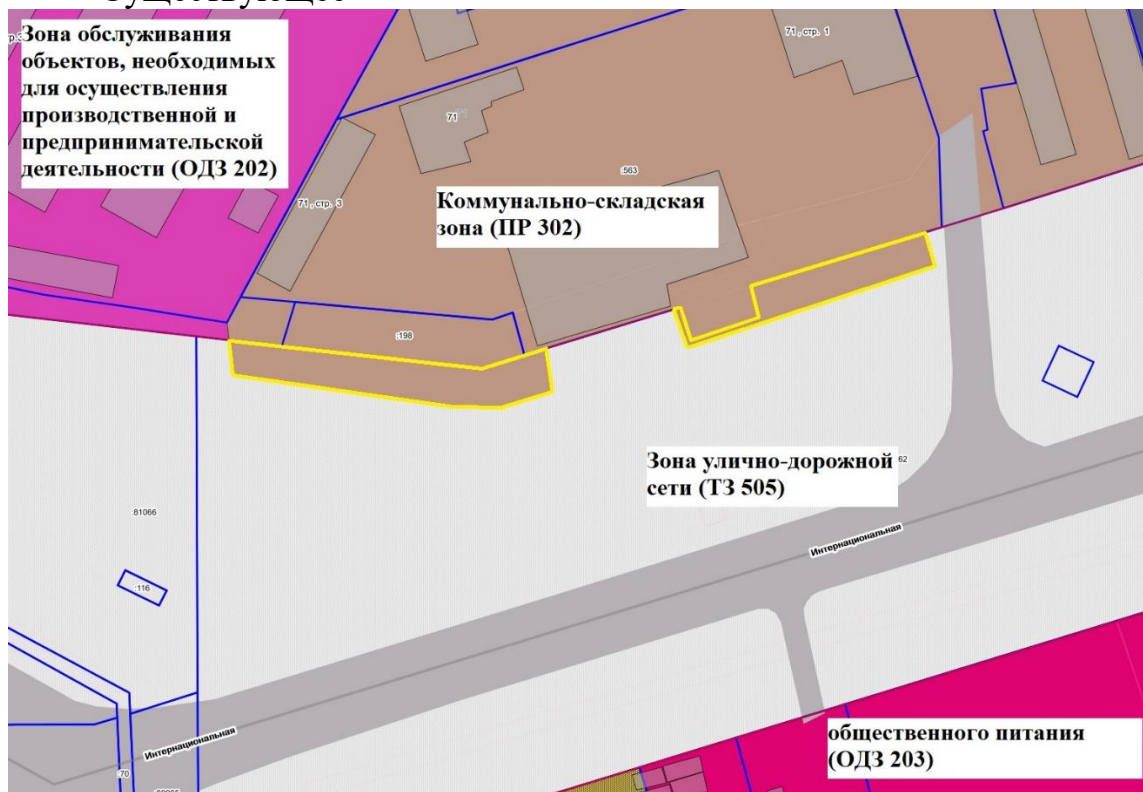 Существующее
Зона обслуживания
объектов, необходимых
для осуществления
производственной и
предпринимательской
деятельности (ОДЗ 202)
71 , стр. 1
71
:563
71 , стр. 3
Коммунально-складская
зона (ПР 302)
:198
Зона улично-дорожной
сети (ТЗ 505)
62
:81066
Интернациональная
:116
Интернациональная
:70
общественного питания
(ОДЗ 203)